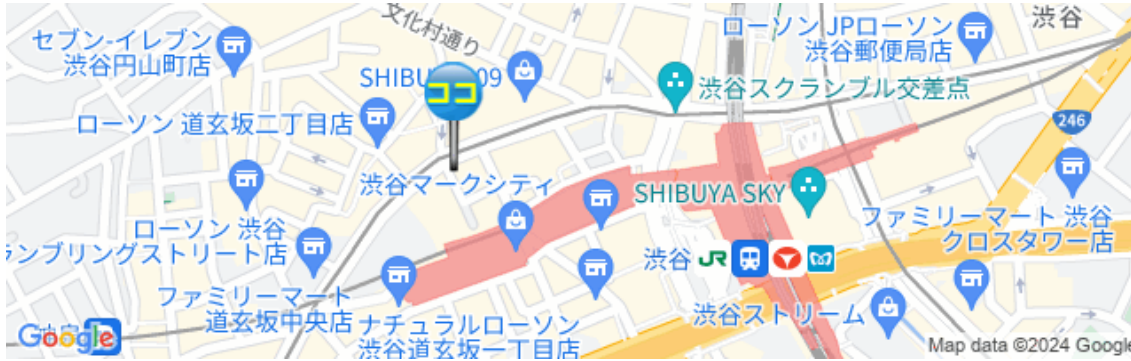 文化村通り
セブン-イレブン
渋谷円山町店
ローソン JPローソン
渋谷郵便局店
渋谷
SHIBU
09
ココ
渋谷スクランブル交差点
ローソン 道玄坂二丁目店
246
渋谷マークシティ
SHIBUYA SKY
ローソン 渋谷
ランブリングストリート店
ファミリーマート 渋谷
クロスタワー店
渋谷
JR
ファミリーマート
道玄坂中央店
渋谷ストリーム
ナチュラルローソン
渋谷道玄坂一丁目店
Google
Map data ©2024 Google